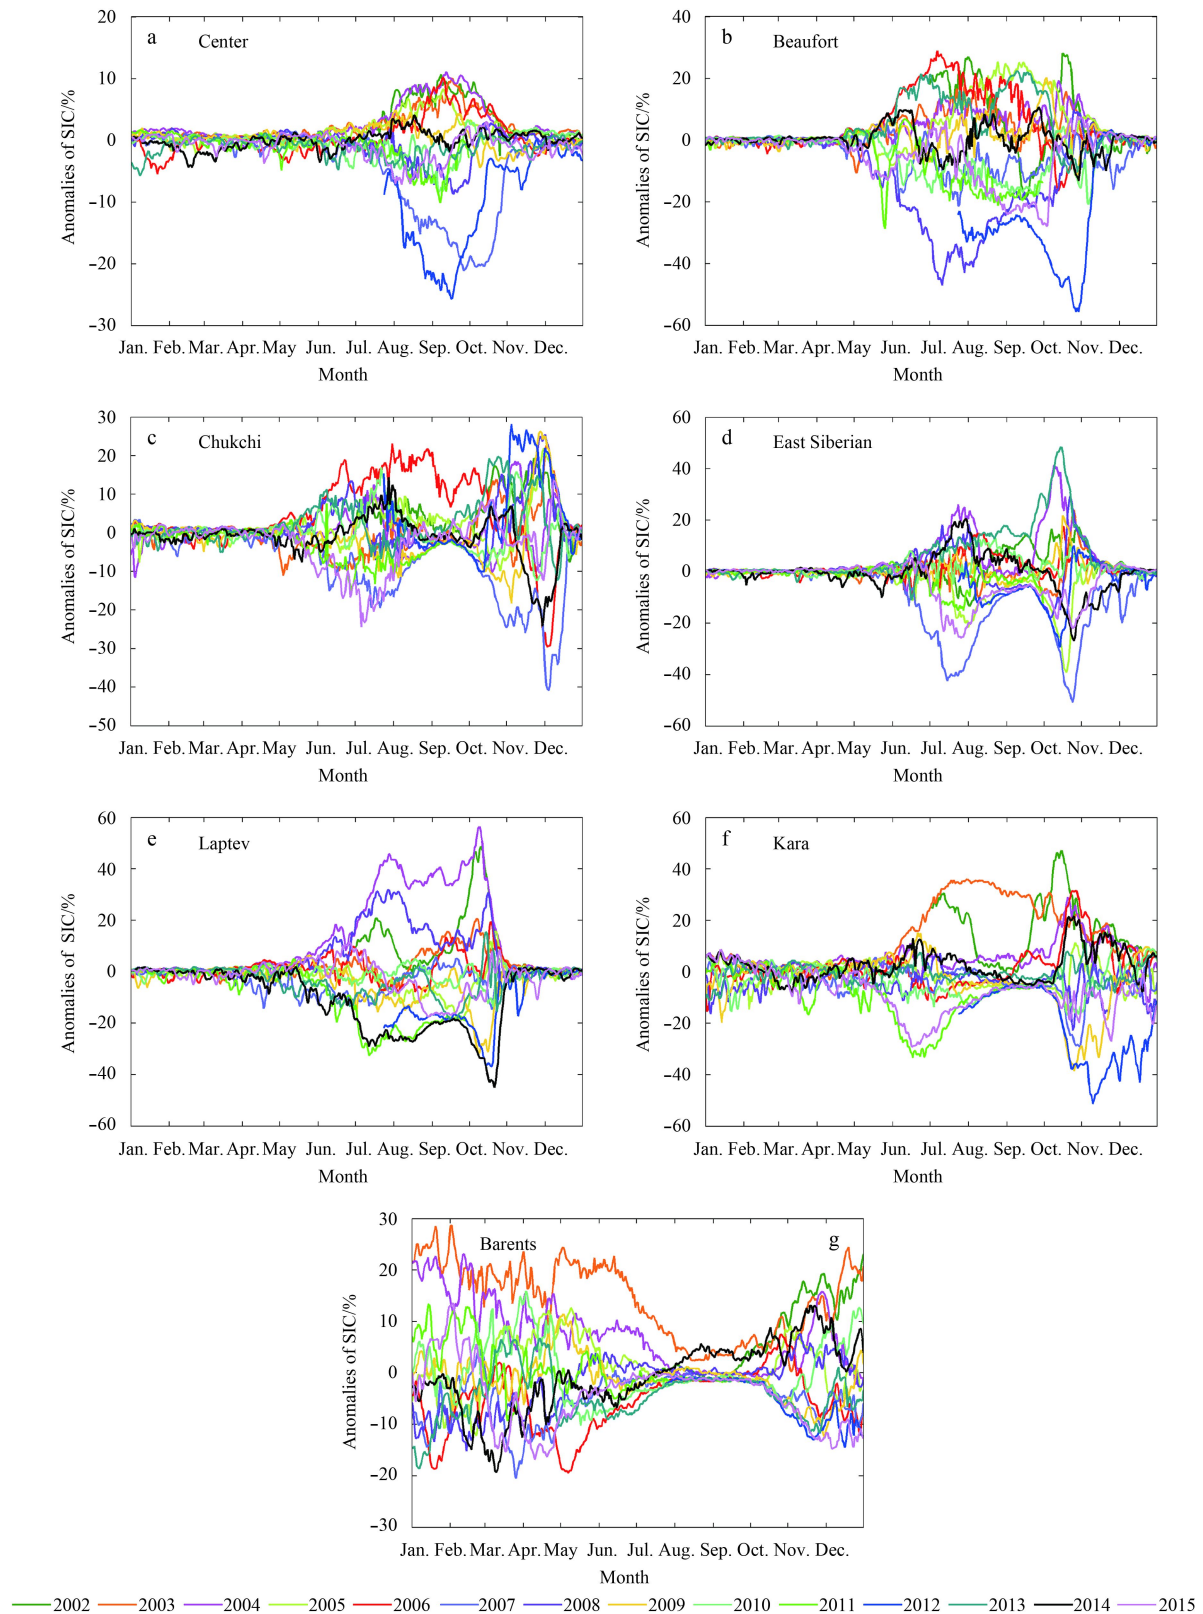 a Center
20
10
0
-10
-20
-30
Anomalies of SIC/%
Jan. Feb. Mar. Apr. May Jun. Jul. Aug. Sep. Oct. Nov. Dec.
Month
b Beaufort
40
20
0
-20
-40
-60
Anomalies of SIC/%
Jan. Feb. Mar. Apr. May Jun. Jul. Aug. Sep. Oct. Nov. Dec.
Month
c Chukchi
30
20
10
0
-10
-20
-30
-40
-50
Anomalies of SIC/%
Jan. Feb. Mar. Apr. May Jun. Jul. Aug. Sep. Oct. Nov. Dec.
Month
d East Siberian
60
40
20
0
-20
-40
-60
Anomalies of SIC/%
Jan. Feb. Mar. Apr. May Jun. Jul. Aug. Sep. Oct. Nov. Dec.
Month
e Laptev
60
40
20
0
-20
-40
-60
Anomalies of SIC/%
Jan. Feb. Mar. Apr. May Jun. Jul. Aug. Sep. Oct. Nov. Dec.
Month
f Kara
60
40
20
0
-20
-40
-60
Anomalies of SIC/%
Jan. Feb. Mar. Apr. May Jun. Jul. Aug. Sep. Oct. Nov. Dec.
Month
Barents g
30
20
10
0
-10
-20
-30
Anomalies of SIC/%
Jan. Feb. Mar. Apr. May Jun. Jul. Aug. Sep. Oct. Nov. Dec.
Month
2002 2003 2004 2005 2006 2007 2008 2009 2010 2011 2012 2013 2014 2015